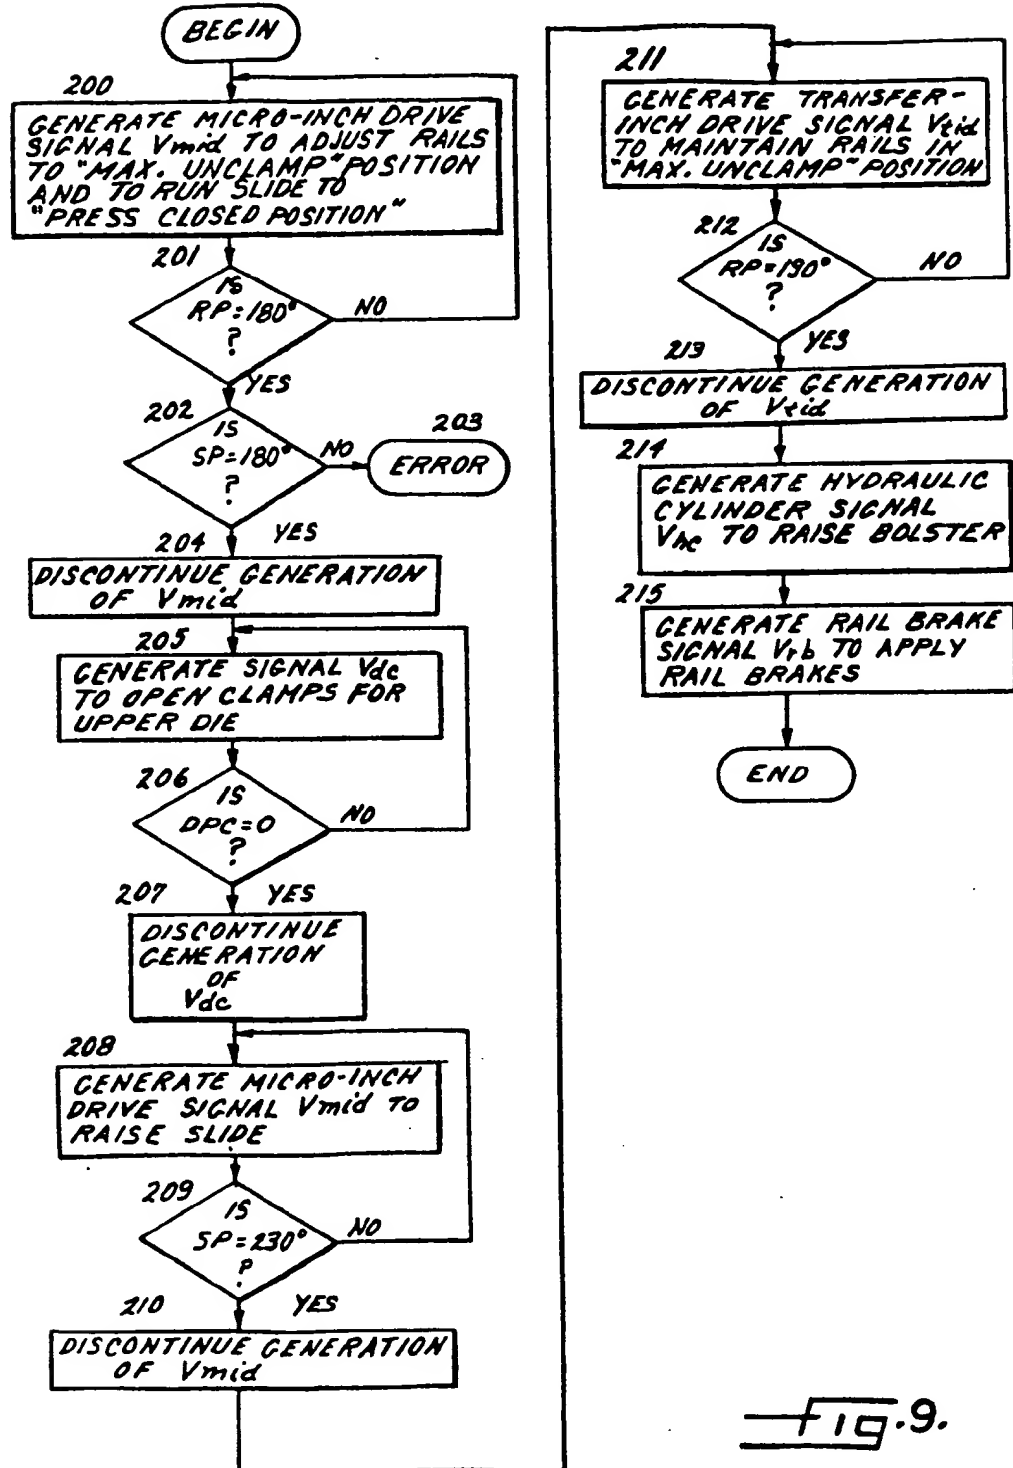 BEGIN
200
GENERATE MICRO-INCH DRIVE
SIGNAL Vmid TO ADJUST RAILS
TO "MAX. UNCLAMP" POSITION
AND TO RUN SLIDE TO
"PRESS CLOSED POSITION"
201
IS
RP=180°
?
NO
YES
202
IS
SP=180°
?
NO
203
ERROR
YES
204
DISCONTINUE GENERATION
OF Vmid
205
GENERATE SIGNAL Vdc
TO OPEN CLAMPS FOR
UPPER DIE
206
IS
DPC=0
?
NO
YES
207
DISCONTINUE
GENERATION
OF
Vdc
208
GENERATE MICRO-INCH
DRIVE SIGNAL Vmid TO
RAISE SLIDE
209
IS
SP=230°
?
NO
YES
210
DISCONTINUE GENERATION
OF Vmid
211
GENERATE TRANSFER-
INCH DRIVE SIGNAL Vtid
TO MAINTAIN RAILS IN
"MAX. UNCLAMP" POSITION
212
IS
RP=190°
?
NO
YES
213
DISCONTINUE GENERATION
OF Vtid
214
GENERATE HYDRAULIC
CYLINDER SIGNAL
Vhc TO RAISE BOLSTER
215
GENERATE RAIL BRAKE
SIGNAL Vrb TO APPLY
RAIL BRAKES
END
Fig.9.